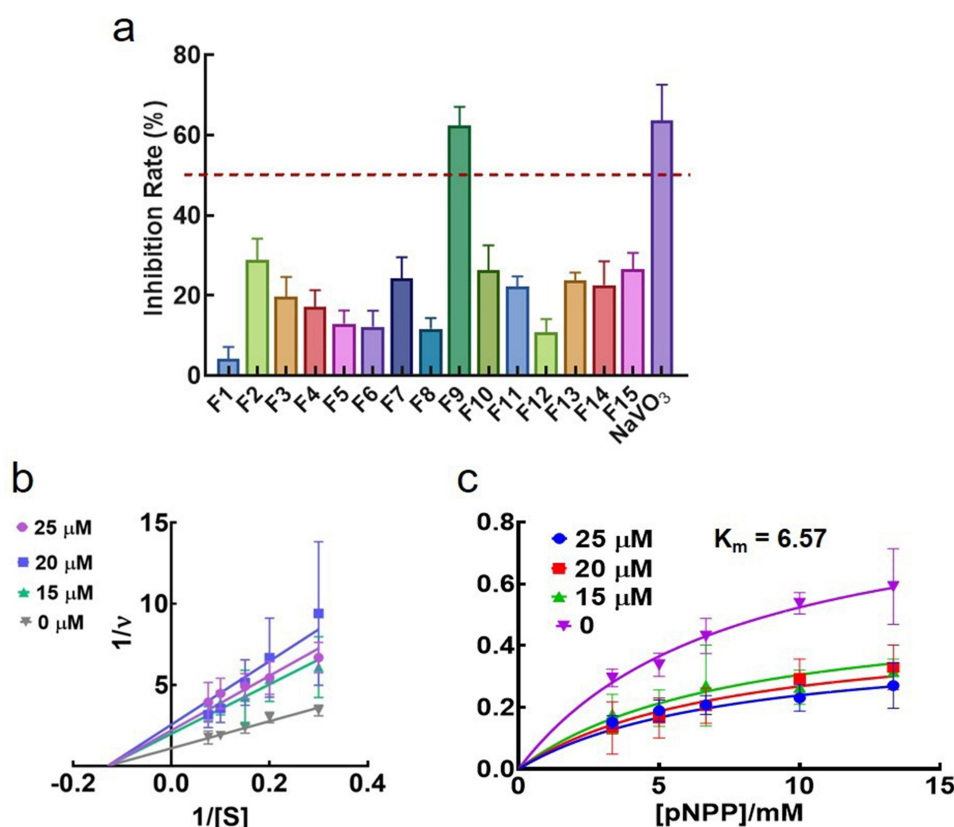 a
Inhibition Rate (%)
80
60
40
20
0
F1 F2 F3 F4 F5 F6 F7 F8 F9 F10 F11 F12 F13 F14 F15 NaVO₃
b
25 μM
20 μM
15 μM
0 μM
1/ν
15
10
5
-0.2 0.0 0.2 0.4
1/[S]
c
0.8
0.6
0.4
0.2
0.0
25 μM
20 μM
15 μM
0
Kₘ = 6.57
0 5 10 15
[pNPP]/mM